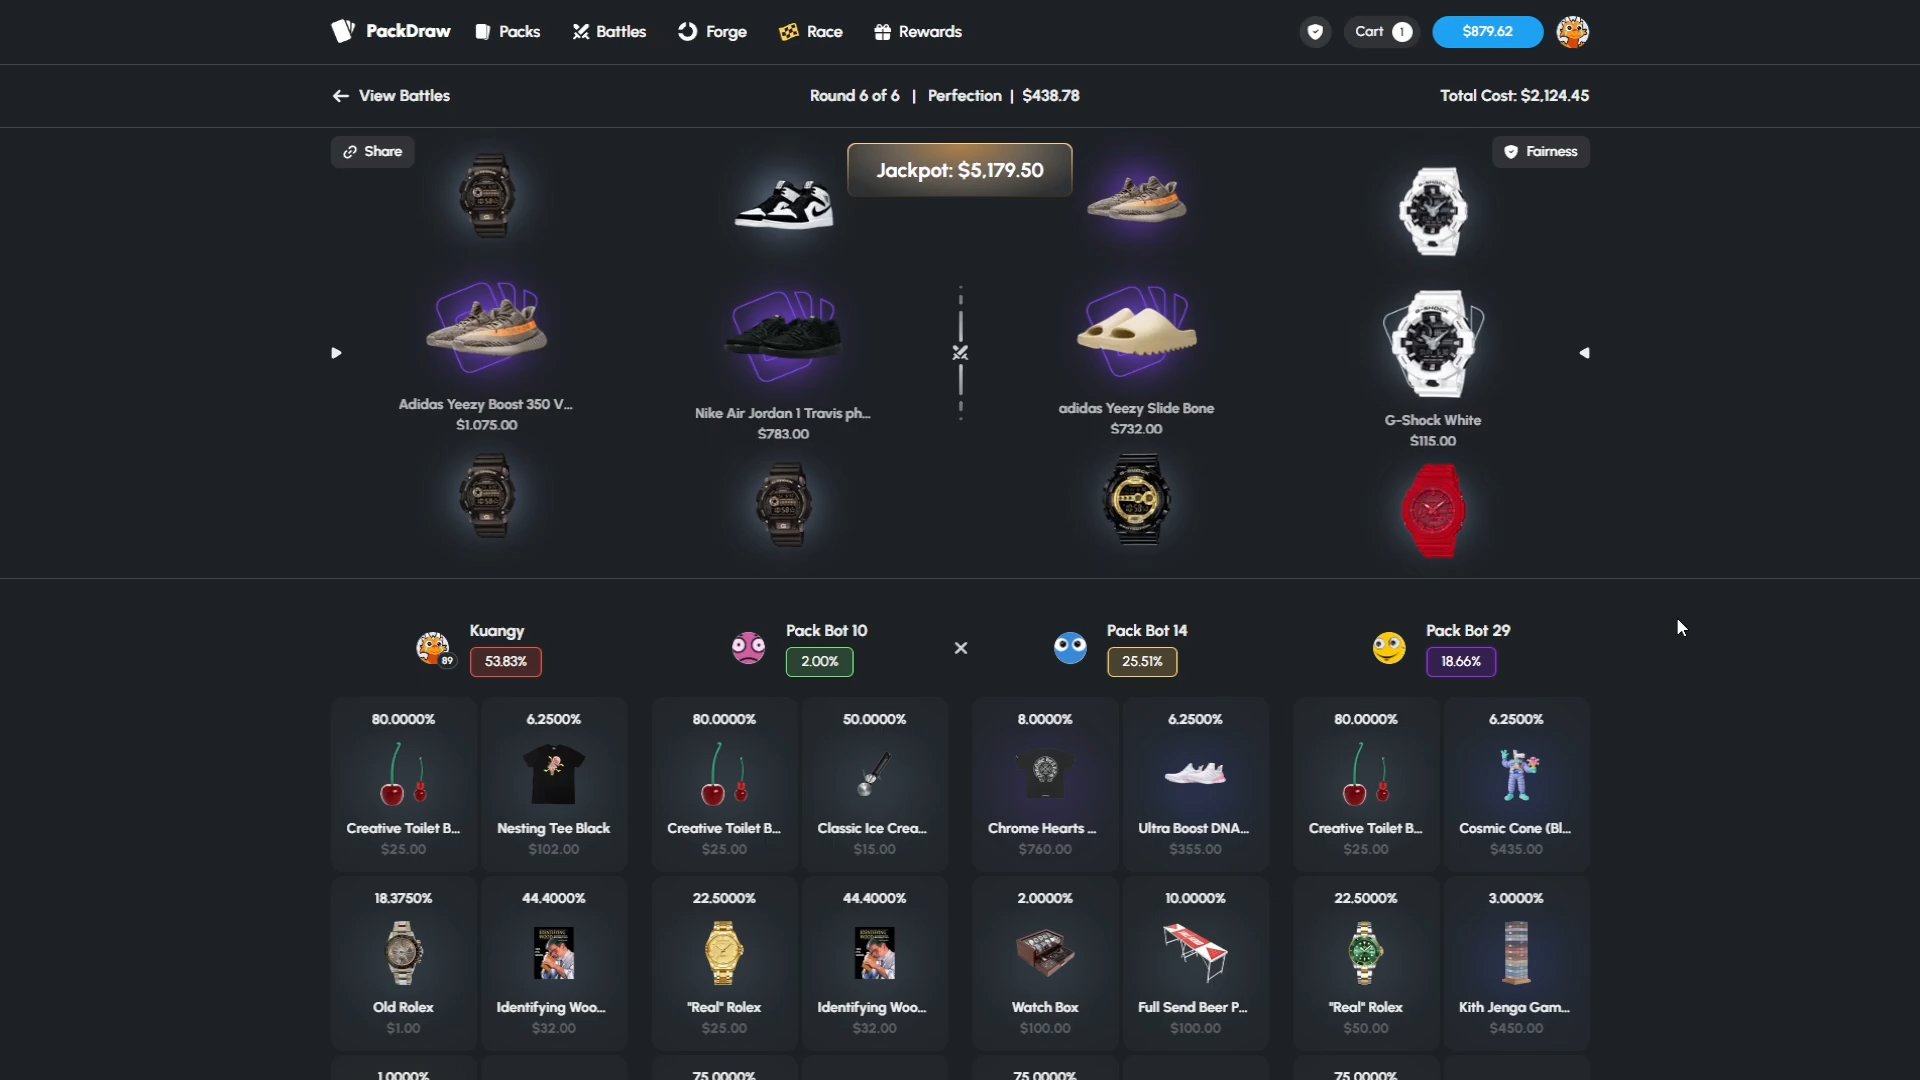 PackDraw
Packs
Battles
Forge
Race
Rewards
Cart 1
$879.62
View Battles
Round 6 of 6 | Perfection | $438.78
Total Cost: $2,124.45
Share
Jackpot: $5,179.50
Fairness
Adidas Yeezy Boost 350 V...
$1,075.00
Nike Air Jordan 1 Travis ph...
$783.00
adidas Yeezy Slide Bone
$732.00
G-Shock White
$115.00
Kuangy
89
53.83%
Pack Bot 10
2.00%
Pack Bot 14
25.51%
Pack Bot 29
18.66%
80.0000%
Creative Toilet B...
$25.00
6.2500%
Nesting Tee Black
$102.00
80.0000%
Creative Toilet B...
$25.00
50.0000%
Classic Ice Crea...
$15.00
8.0000%
Chrome Hearts ...
$760.00
6.2500%
Ultra Boost DNA...
$355.00
80.0000%
Creative Toilet B...
$25.00
6.2500%
Cosmic Cone (Bl...
$435.00
18.3750%
Old Rolex
$1.00
44.4000%
Identifying Woo...
$32.00
22.5000%
"Real" Rolex
$25.00
44.4000%
Identifying Woo...
$32.00
2.0000%
Watch Box
$100.00
10.0000%
Full Send Beer P...
$100.00
22.5000%
"Real" Rolex
$50.00
3.0000%
Kith Jenga Gam...
$450.00
1.0000%
75.0000%
75.0000%
75.0000%